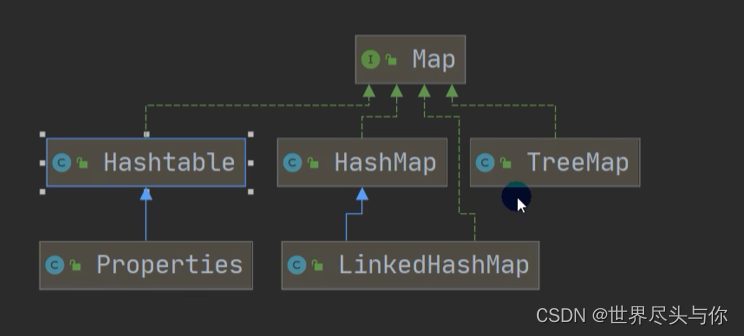 I Map
C Hashtable
C HashMap
C TreeMap
C Properties
C LinkedHashMap
CSDN @世界尽头与你